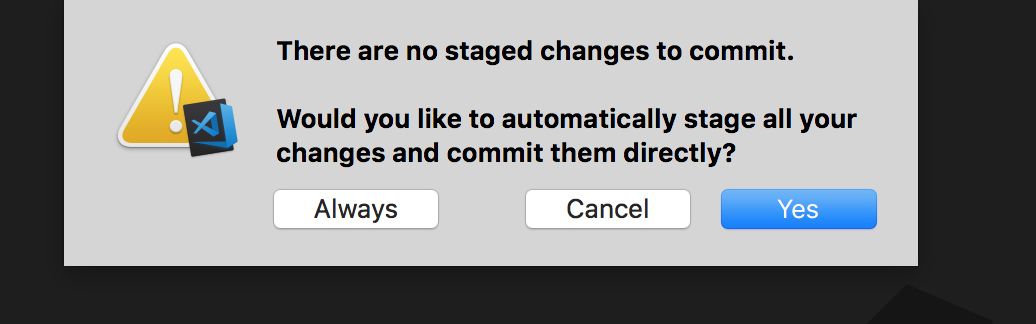 There are no staged changes to commit.
Would you like to automatically stage all your
changes and commit them directly?
Always
Cancel
Yes